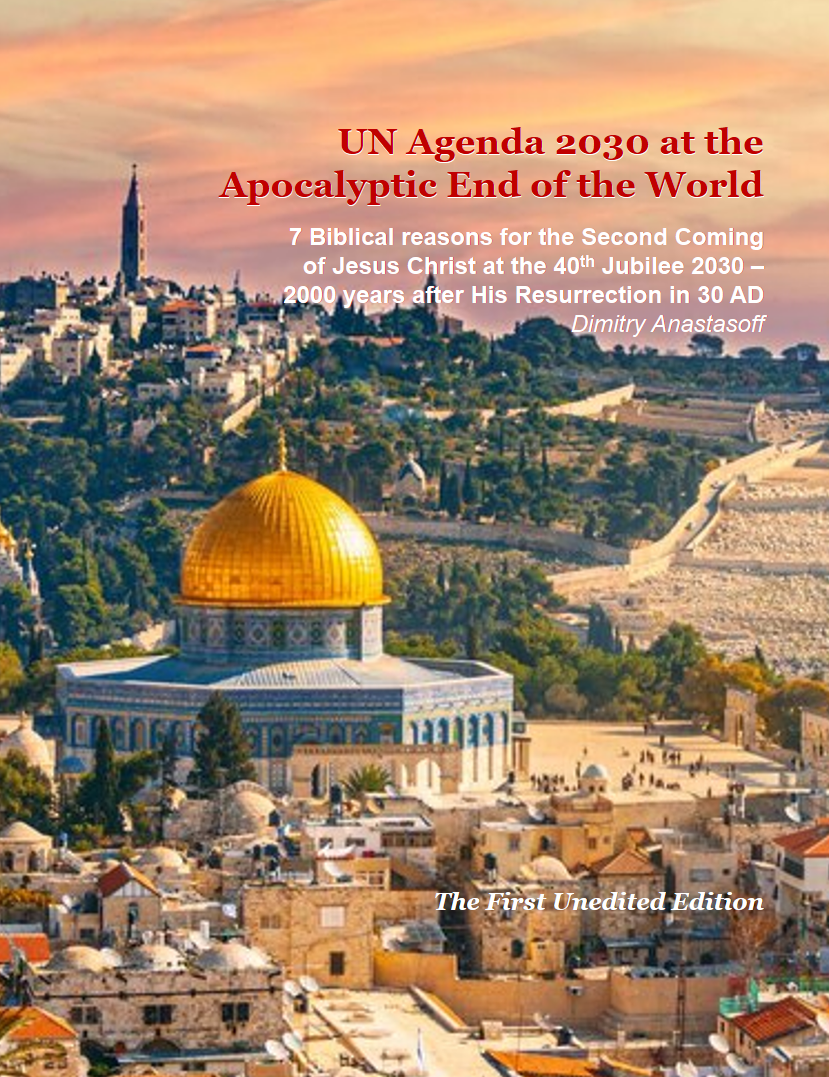 UN Agenda 2030 at the
Apocalyptic End of the World
7 Biblical reasons for the Second Coming
of Jesus Christ at the 40th Jubilee 2030 –
2000 years after His Resurrection in 30 AD
Dimitry Anastasoff
The First Unedited Edition